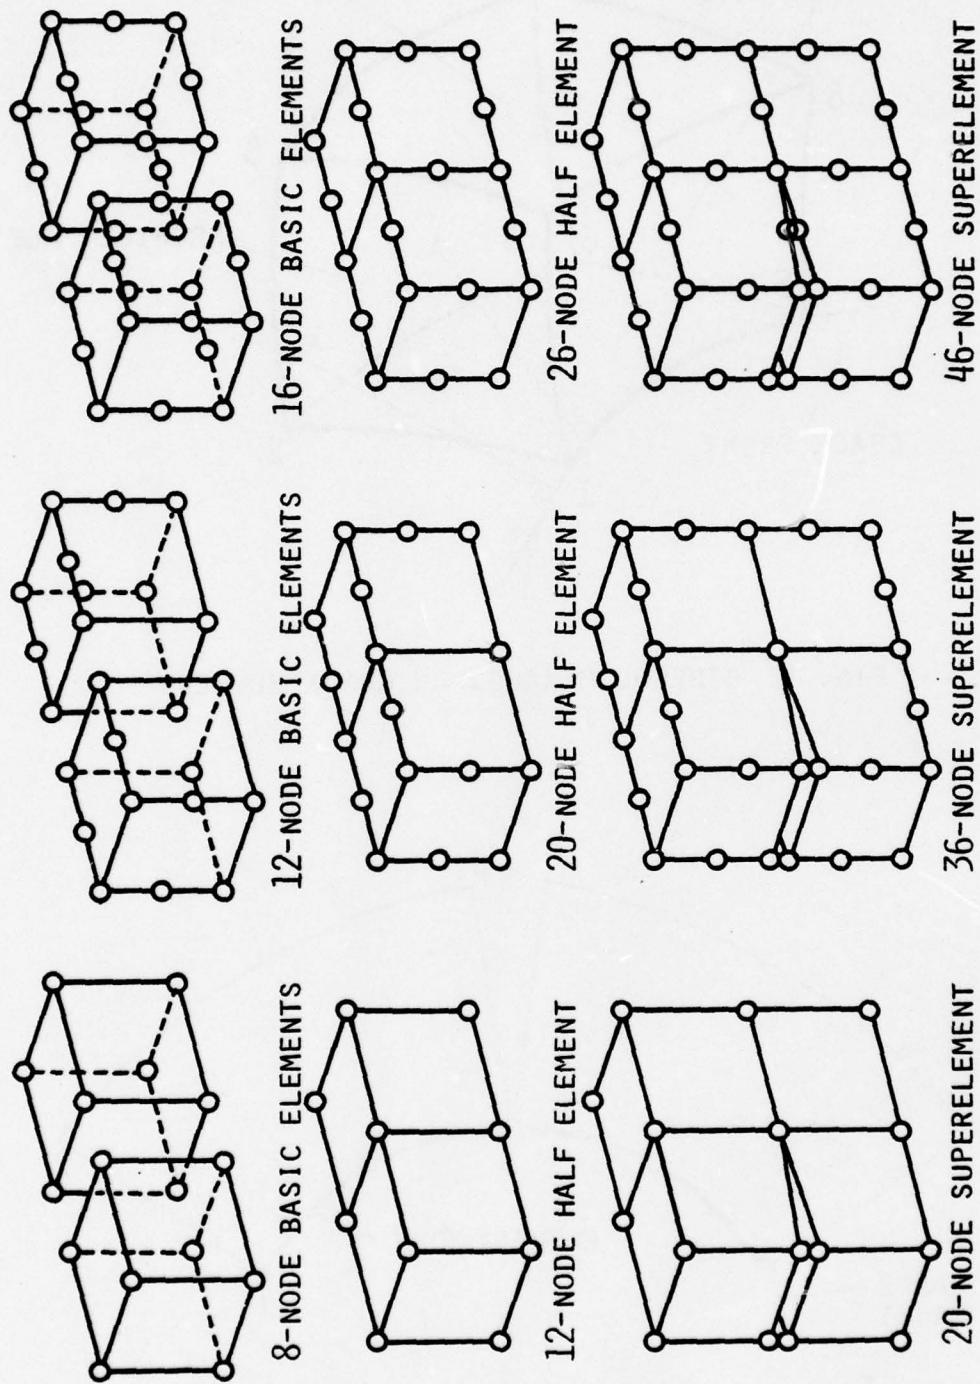 8-NODE BASIC ELEMENTS
12-NODE BASIC ELEMENTS
16-NODE BASIC ELEMENTS
12-NODE HALF ELEMENT
20-NODE HALF ELEMENT
26-NODE HALF ELEMENT
20-NODE SUPERELEMENT
36-NODE SUPERELEMENT
46-NODE SUPERELEMENT